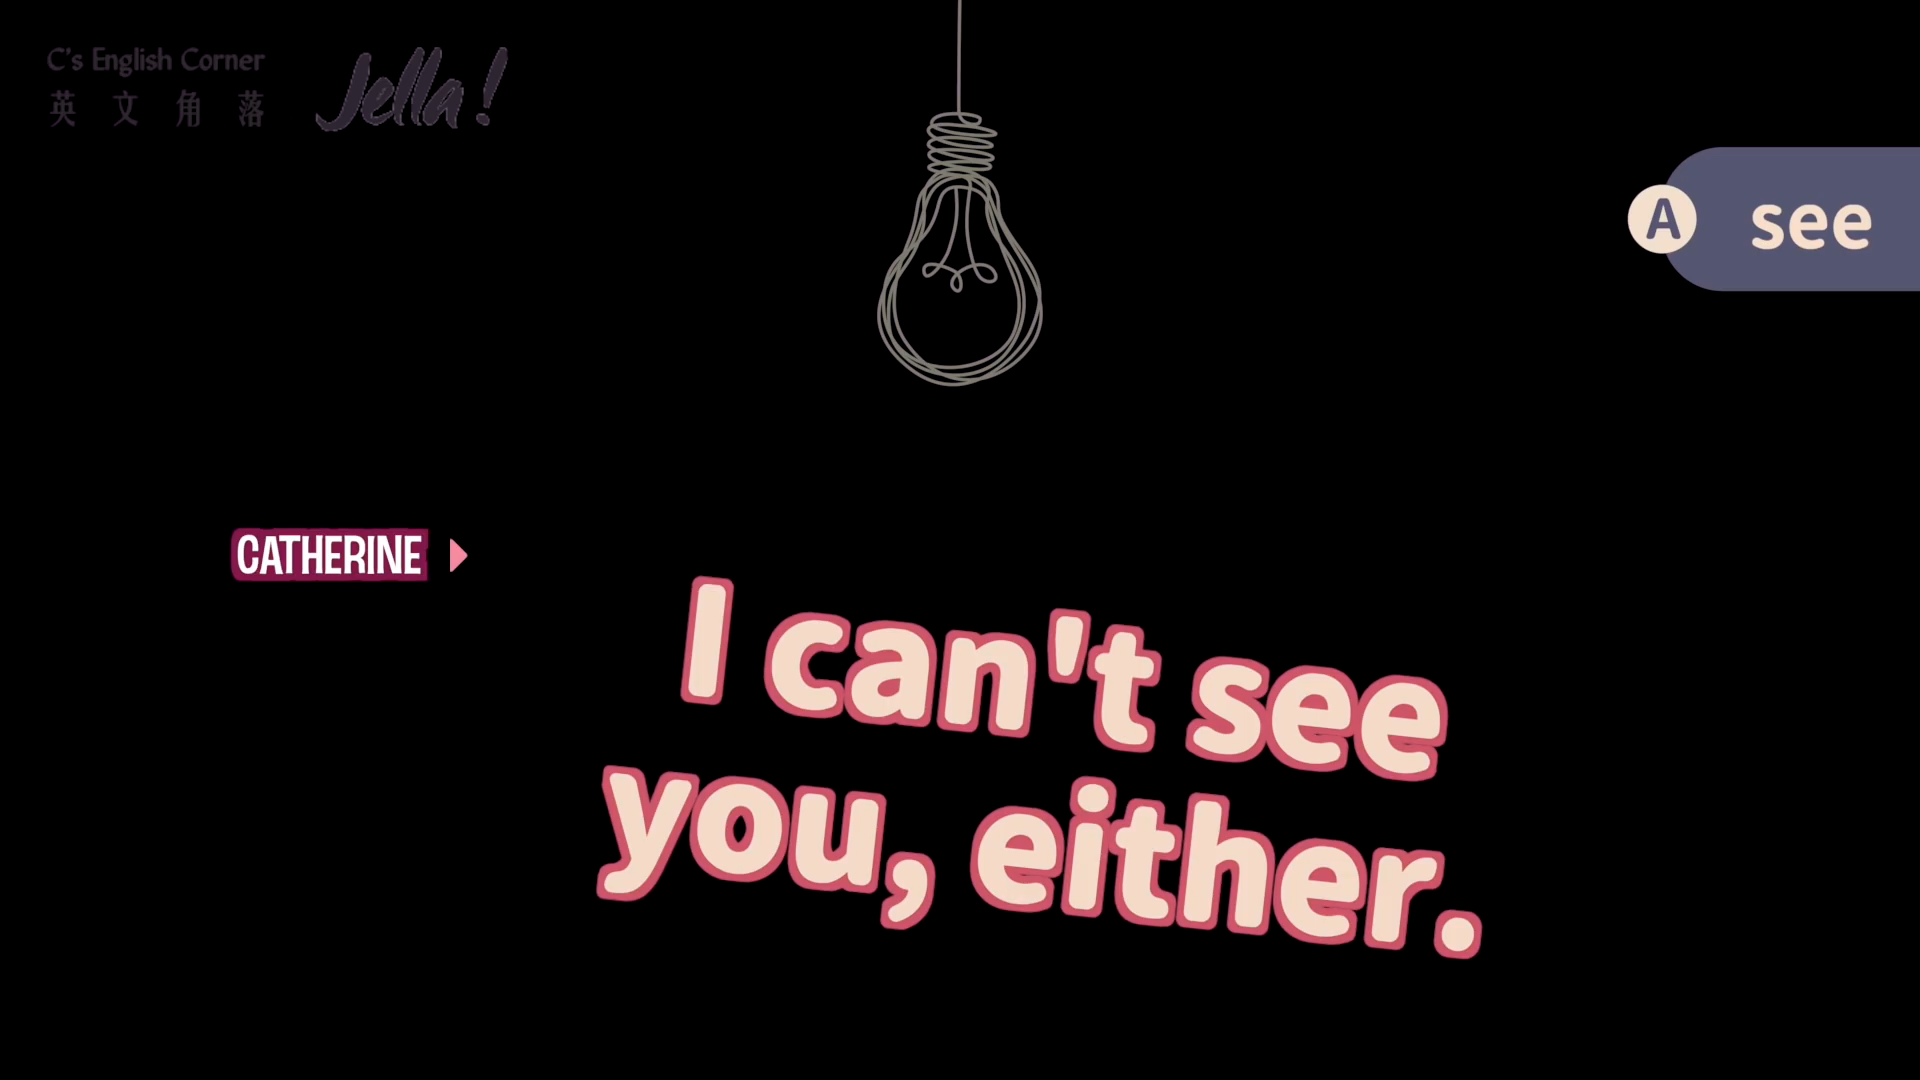 C's English Corner
英文角落
Jella!
A see
CATHERINE
I can't see
you, either.